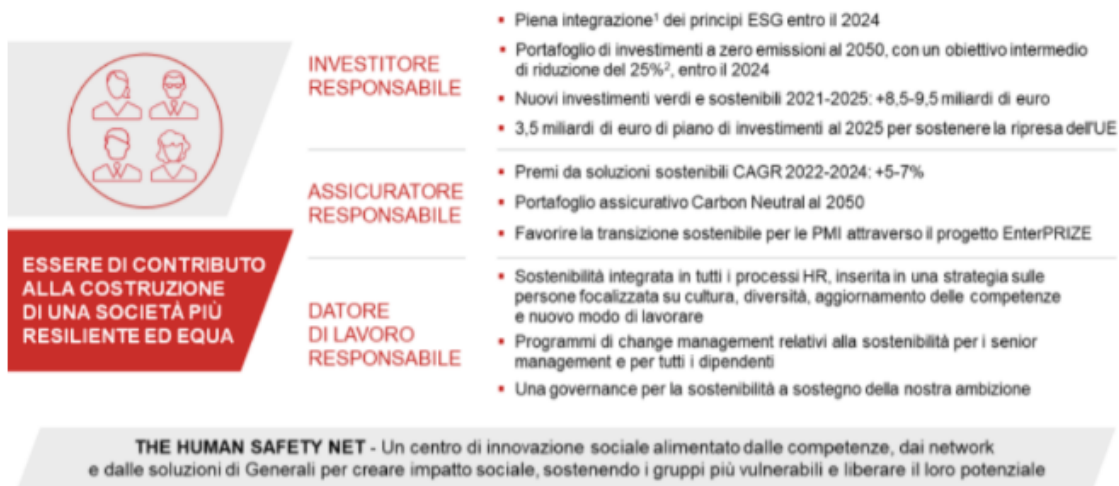 ESSERE DI CONTRIBUTO
ALLA COSTRUZIONE
DI UNA SOCIETÀ PIÙ
RESILIENTE ED EQUA
INVESTITORE
RESPONSABILE
▪ Piena integrazione¹ dei principi ESG entro il 2024
▪ Portafoglio di investimenti a zero emissioni al 2050, con un obiettivo intermedio
di riduzione del 25%², entro il 2024
▪ Nuovi investimenti verdi e sostenibili 2021-2025: +8,5-9,5 miliardi di euro
▪ 3,5 miliardi di euro di piano di investimenti al 2025 per sostenere la ripresa dell'UE
ASSICURATORE
RESPONSABILE
▪ Premi da soluzioni sostenibili CAGR 2022-2024: +5-7%
▪ Portafoglio assicurativo Carbon Neutral al 2050
▪ Favorire la transizione sostenibile per le PMI attraverso il progetto EnterPRIZE
DATORE
DI LAVORO
RESPONSABILE
▪ Sostenibilità integrata in tutti i processi HR, inserita in una strategia sulle
persone focalizzata su cultura, diversità, aggiornamento delle competenze
e nuovo modo di lavorare
▪ Programmi di change management relativi alla sostenibilità per i senior
management e per tutti i dipendenti
▪ Una governance per la sostenibilità a sostegno della nostra ambizione
THE HUMAN SAFETY NET - Un centro di innovazione sociale alimentato dalle competenze, dai network
e dalle soluzioni di Generali per creare impatto sociale, sostenendo i gruppi più vulnerabili e liberare il loro potenziale